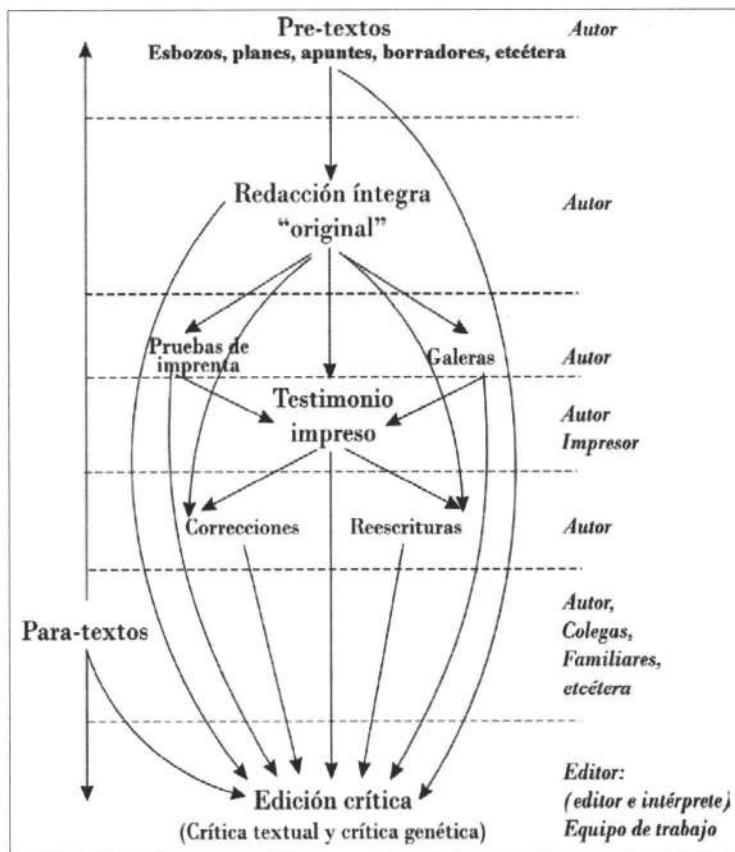 Pre-textos
Autor
Esbozos, planes, apuntes, borradores, etcétera
Redacción íntegra
“original”
Autor
Pruebas de
imprenta
Galeras
Autor
Testimonio
impreso
Autor
Impresor
Correcciones
Reescrituras
Autor
Para-textos
Autor,
Colegas,
Familiares,
etcétera
Edición crítica
(Crítica textual y crítica genética)
Editor:
(editor e intérprete)
Equipo de trabajo